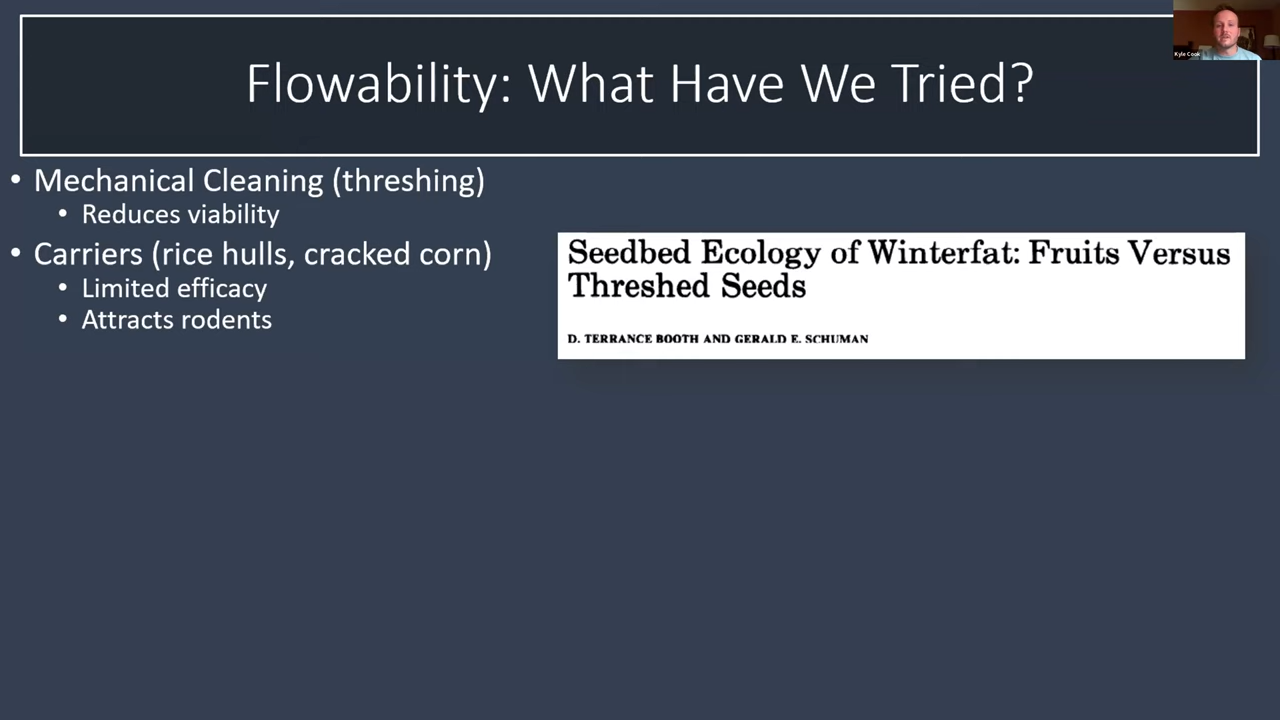 Flowability: What Have We Tried?
Kyle Cook
• Mechanical Cleaning (threshing)
• Reduces viability
• Carriers (rice hulls, cracked corn)
• Limited efficacy
• Attracts rodents
Seedbed Ecology of Winterfat: Fruits Versus
Threshed Seeds
D. TERRANCE BOOTH AND GERALD E. SCHUMAN